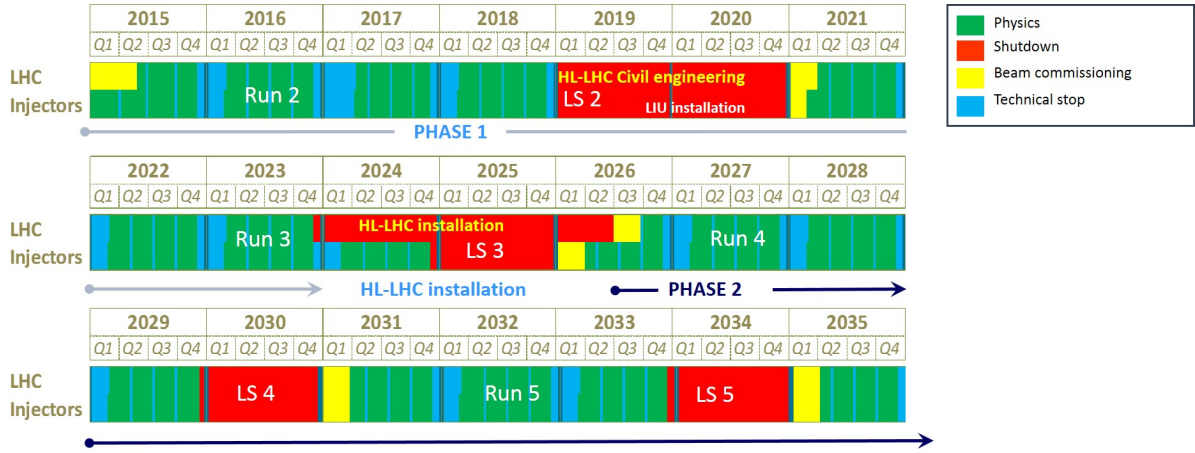 2015 2016 2017 2018 2019 2020 2021
Q1 Q2 Q3 Q4 Q1 Q2 Q3 Q4 Q1 Q2 Q3 Q4 Q1 Q2 Q3 Q4 Q1 Q2 Q3 Q4 Q1 Q2 Q3 Q4 Q1 Q2 Q3 Q4
LHC HL-LHC Civil engineering
Injectors Run 2 LS 2 LIU installation
PHASE 1
Physics
Shutdown
Beam commissioning
Technical stop
2022 2023 2024 2025 2026 2027 2028
Q1 Q2 Q3 Q4 Q1 Q2 Q3 Q4 Q1 Q2 Q3 Q4 Q1 Q2 Q3 Q4 Q1 Q2 Q3 Q4 Q1 Q2 Q3 Q4 Q1 Q2 Q3 Q4
LHC Run 3 HL-LHC installation Run 4
Injectors LS 3
HL-LHC installation PHASE 2
2029 2030 2031 2032 2033 2034 2035
Q1 Q2 Q3 Q4 Q1 Q2 Q3 Q4 Q1 Q2 Q3 Q4 Q1 Q2 Q3 Q4 Q1 Q2 Q3 Q4 Q1 Q2 Q3 Q4 Q1 Q2 Q3 Q4
LHC LS 4 Run 5 LS 5
Injectors